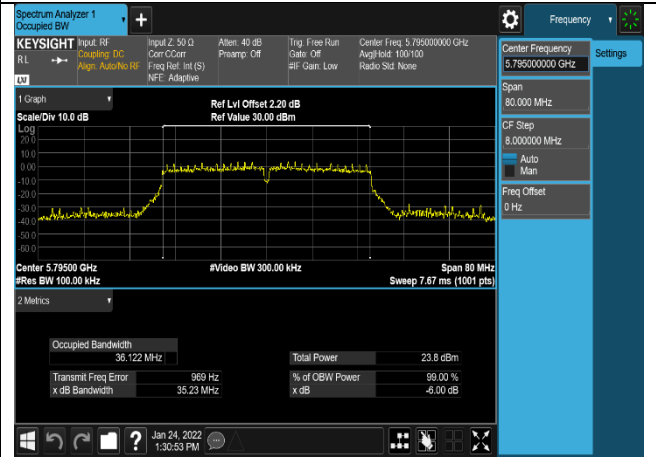 Spectrum Analyzer 1
Occupied BW
+
Frequency
KEYSIGHT
RL
LXI
Input: RF
Coupling: DC
Align: Auto/No RF
Input Z: 50 Ω
Corr CCorr
Freq Ref: Int (S)
NFE: Adaptive
Atten: 40 dB
Preamp: Off
Trig: Free Run
Gate: Off
#IF Gain: Low
Center Freq: 5.795000000 GHz
Avg|Hold: 100/100
Radio Std: None
Center Frequency
5.795000000 GHz
Settings
Span
80.000 MHz
CF Step
8.000000 MHz
Auto
Man
Freq Offset
0 Hz
1 Graph
Scale/Div 10.0 dB
Ref Lvl Offset 2.20 dB
Ref Value 30.00 dBm
Log
20.0
10.0
0.00
-10.0
-20.0
-30.0
-40.0
-50.0
-60.0
Center 5.79500 GHz
#Video BW 300.00 kHz
Span 80 MHz
#Res BW 100.00 kHz
Sweep 7.67 ms (1001 pts)
2 Metrics
Occupied Bandwidth
36.122 MHz
Total Power 23.8 dBm
Transmit Freq Error 969 Hz
% of OBW Power 99.00 %
x dB Bandwidth 35.23 MHz
x dB -6.00 dB
?
Jan 24, 2022
1:30:53 PM